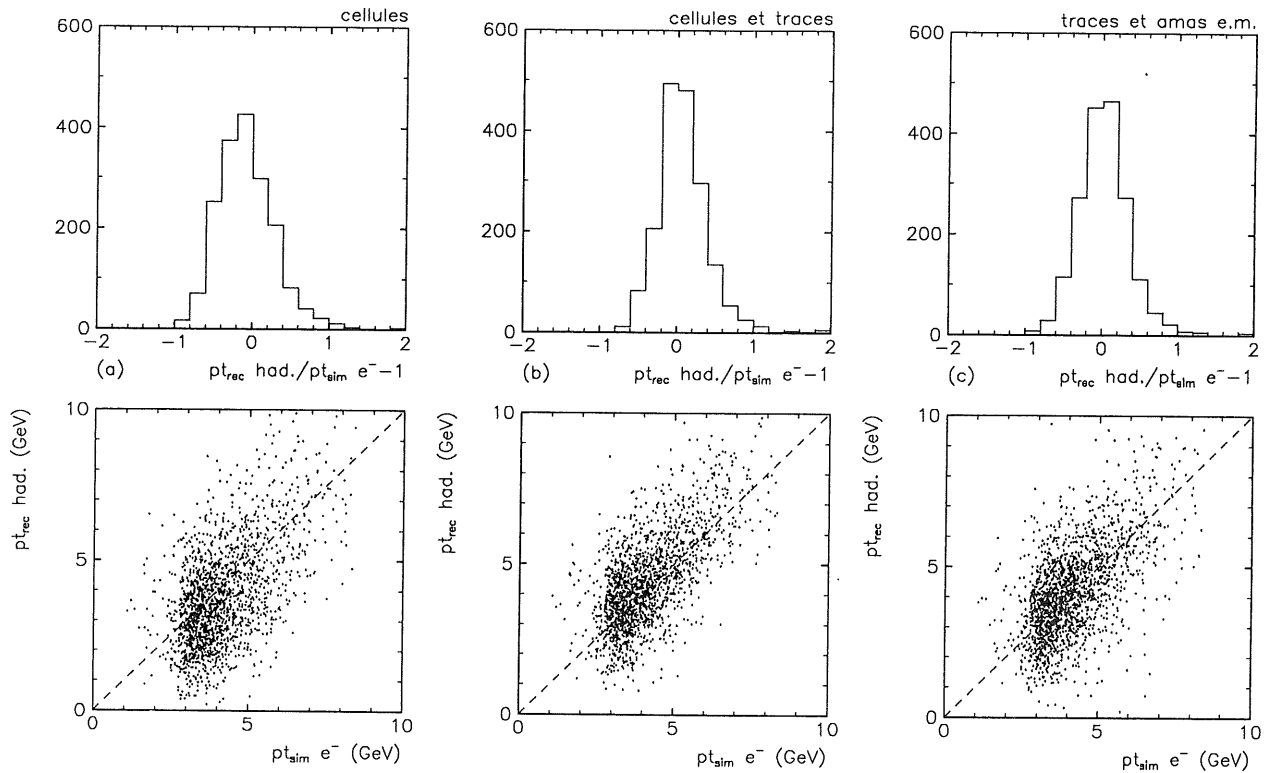 cellules
cellules et traces
traces et amas e.m.
600
400
200
0
−2 −1 0 1 2
(a) pt_rec had./pt_sim e⁻−1
600
400
200
0
−2 −1 0 1 2
(b) pt_rec had./pt_sim e⁻−1
600
400
200
0
−2 −1 0 1 2
(c) pt_rec had./pt_sim e⁻−1
pt_rec had. (GeV)
10
5
0
0 5 10
pt_sim e⁻ (GeV)
pt_rec had. (GeV)
10
5
0
0 5 10
pt_sim e⁻ (GeV)
pt_rec had. (GeV)
10
5
0
0 5 10
pt_sim e⁻ (GeV)